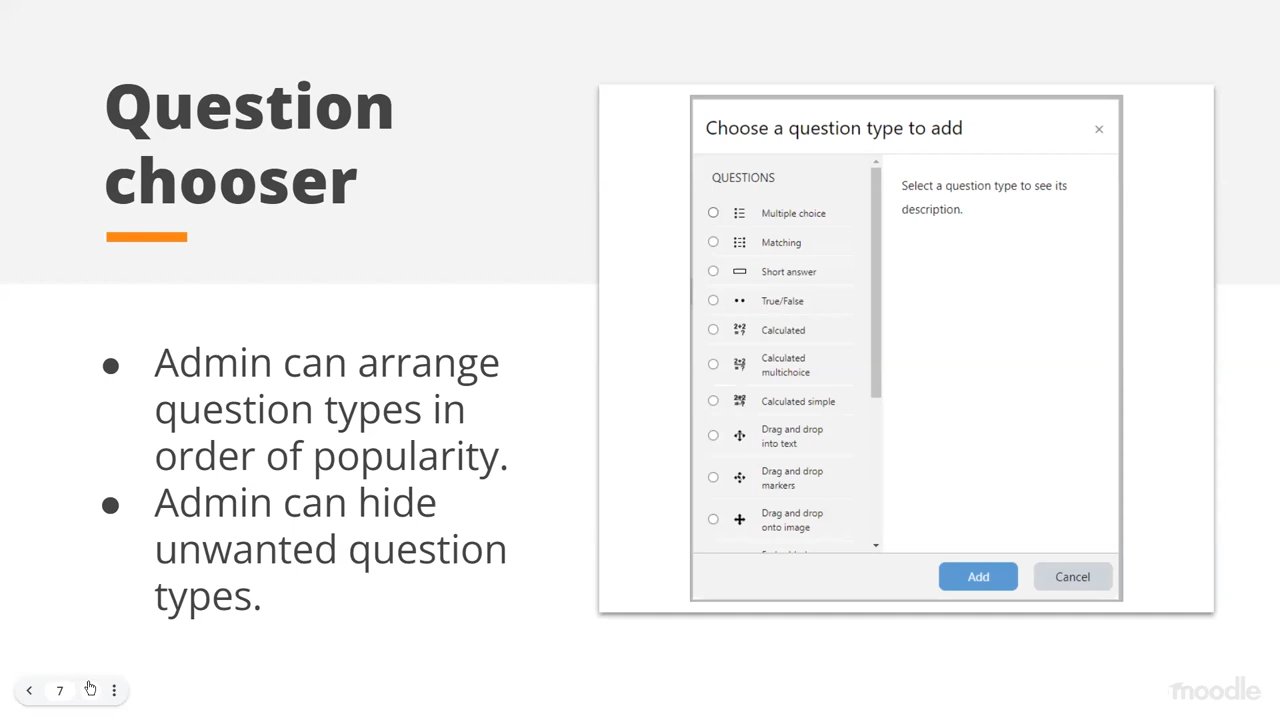 Question
chooser
● Admin can arrange
question types in
order of popularity.
● Admin can hide
unwanted question
types.
Choose a question type to add
×
QUESTIONS
Multiple choice
Matching
Short answer
True/False
Calculated
Calculated
multichoice
Calculated simple
Drag and drop
into text
Drag and drop
markers
Drag and drop
onto image
Select a question type to see its
description.
Add
Cancel
7
moodle